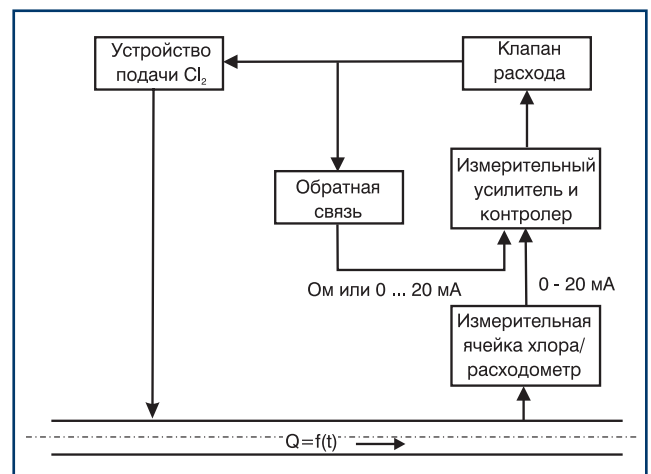 Устройство
подачи Cl₂
Клапан
расхода
Обратная
связь
Измерительный
усилитель и
контролер
Ом или 0 ... 20 мА
0 - 20 мА
Измерительная
ячейка хлора/
расходометр
Q=f(t)